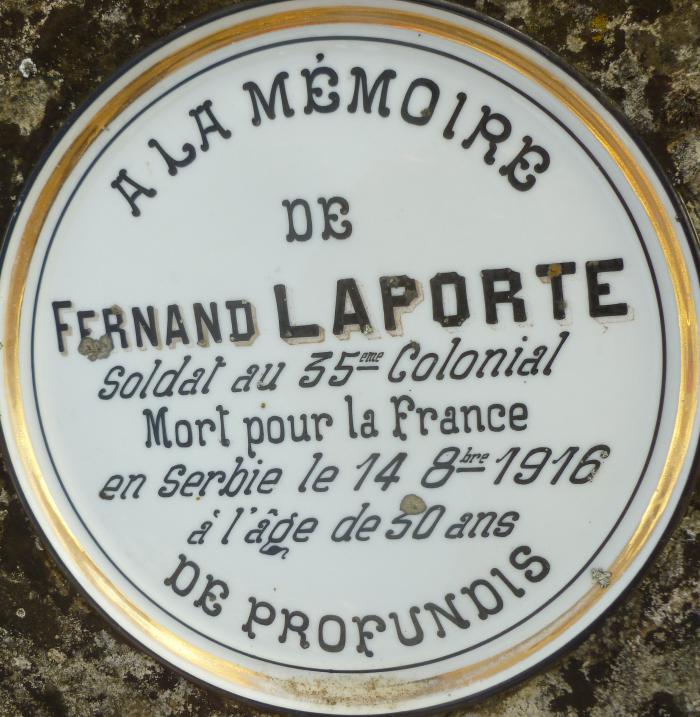 A LA MÉMOIRE
DE
FERNAND LAPORTE
Soldat au 35eme Colonial
Mort pour la France
en Serbie le 14 8bre 1916
à l'âge de 30 ans
DE PROFUNDIS